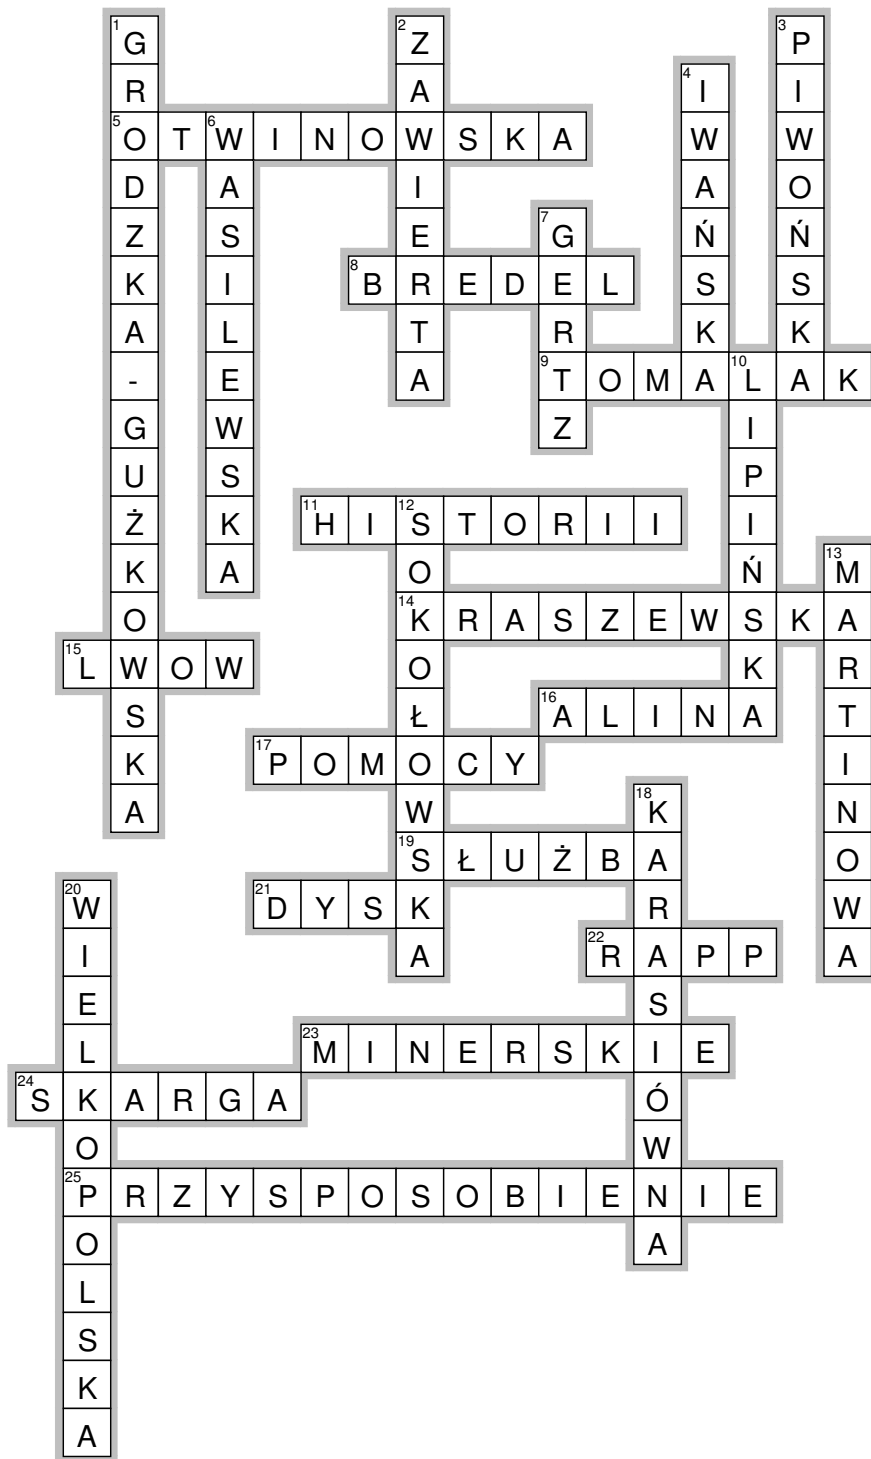 1 GRODZKA-GUŻKOWSKA
2 ZAWIERTA
3 PIWOŃSKA
4 IWAŃSKA
5 OTWINOWSKA
6 WASILEWSKA
7 GERTZ
8 BREDEL
9 TOMALAK
10 LIPIŃSKA
11 HISTORII
12 SOKOŁOWSKA
13 MARTINOWA
14 KRASZEWSKA
15 LWOW
16 ALINA
17 POMOCY
18 KARASIÓWNA
19 SŁUŻBA
20 WIELKOPOLSKA
21 DYSK
22 RAPP
23 MINERSKIE
24 SKARGA
25 PRZYSPOSOBIENIE